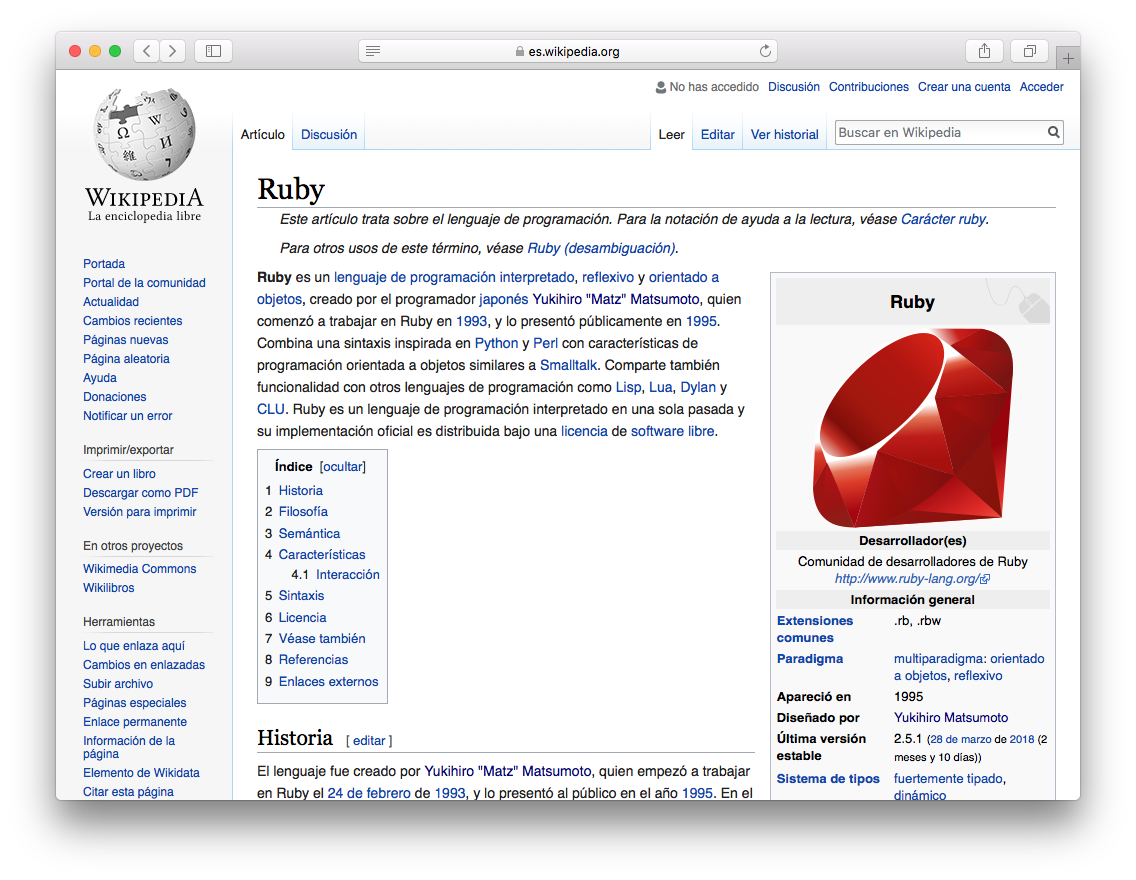 es.wikipedia.org
No has accedido Discusión Contribuciones Crear una cuenta Acceder
Artículo Discusión Leer Editar Ver historial Buscar en Wikipedia
Ω W И 維 7
WIKIPEDIA
La enciclopedia libre
Portada
Portal de la comunidad
Actualidad
Cambios recientes
Páginas nuevas
Página aleatoria
Ayuda
Donaciones
Notificar un error
Imprimir/exportar
Crear un libro
Descargar como PDF
Versión para imprimir
En otros proyectos
Wikimedia Commons
Wikilibros
Herramientas
Lo que enlaza aquí
Cambios en enlazadas
Subir archivo
Páginas especiales
Enlace permanente
Información de la
página
Elemento de Wikidata
Citar esta página
Ruby
Este artículo trata sobre el lenguaje de programación. Para la notación de ayuda a la lectura, véase Carácter ruby.
Para otros usos de este término, véase Ruby (desambiguación).
Ruby es un lenguaje de programación interpretado, reflexivo y orientado a
objetos, creado por el programador japonés Yukihiro "Matz" Matsumoto, quien
comenzó a trabajar en Ruby en 1993, y lo presentó públicamente en 1995.
Combina una sintaxis inspirada en Python y Perl con características de
programación orientada a objetos similares a Smalltalk. Comparte también
funcionalidad con otros lenguajes de programación como Lisp, Lua, Dylan y
CLU. Ruby es un lenguaje de programación interpretado en una sola pasada y
su implementación oficial es distribuida bajo una licencia de software libre.
Índice [ocultar]
1 Historia
2 Filosofía
3 Semántica
4 Características
4.1 Interacción
5 Sintaxis
6 Licencia
7 Véase también
8 Referencias
9 Enlaces externos
Historia [ editar ]
El lenguaje fue creado por Yukihiro "Matz" Matsumoto, quien empezó a trabajar
en Ruby el 24 de febrero de 1993, y lo presentó al público en el año 1995. En el
Ruby
Desarrollador(es)
Comunidad de desarrolladores de Ruby
http://www.ruby-lang.org/
Información general
Extensiones .rb, .rbw
comunes
Paradigma multiparadigma: orientado
a objetos, reflexivo
Apareció en 1995
Diseñado por Yukihiro Matsumoto
Última versión 2.5.1 (28 de marzo de 2018 (2
estable meses y 10 días))
Sistema de tipos fuertemente tipado,
dinámico